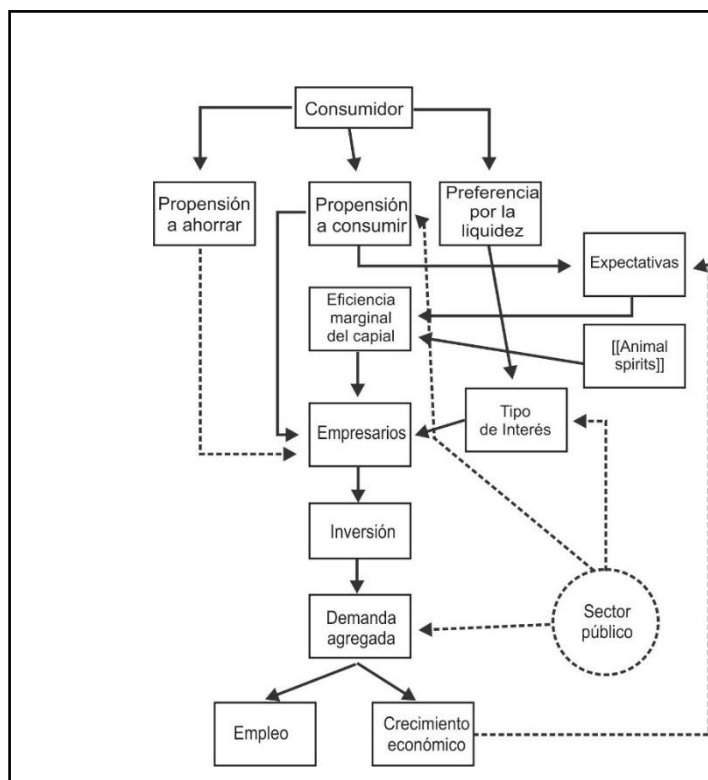 Consumidor
Propensión
a ahorrar
Propensión
a consumir
Preferencia
por la
liquidez
Expectativas
Eficiencia
marginal
del capial
[[Animal
spirits]]
Empresarios
Tipo
de Interés
Inversión
Demanda
agregada
Sector
público
Empleo
Crecimiento
económico